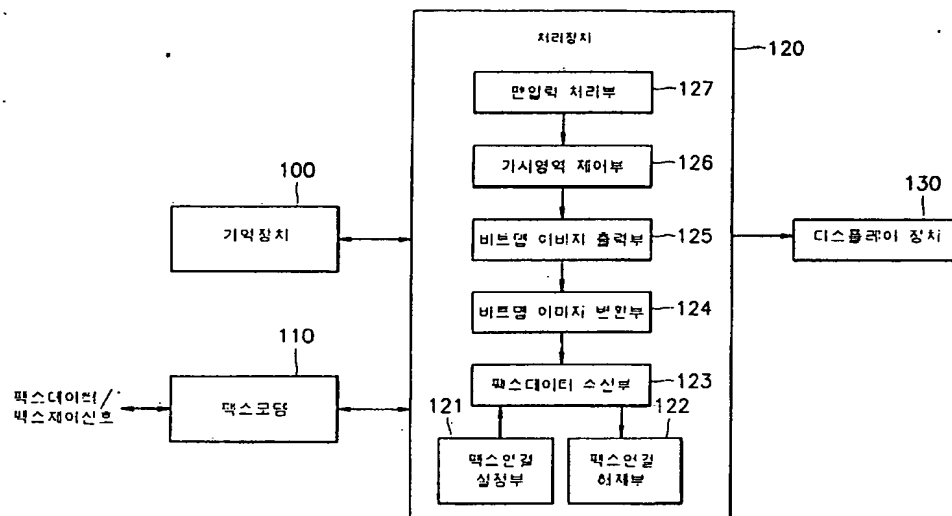 처리장치
120
펜입력 처리부
127
가시영역 제어부
126
100
기억장치
비트맵 이미지 출력부
125
130
디스플레이 장치
비트맵 이미지 변환부
124
110
팩스데이터/
팩스제어신호
팩스모뎀
팩스데이터 수신부
123
121
122
팩스연결
설정부
팩스연결
해제부